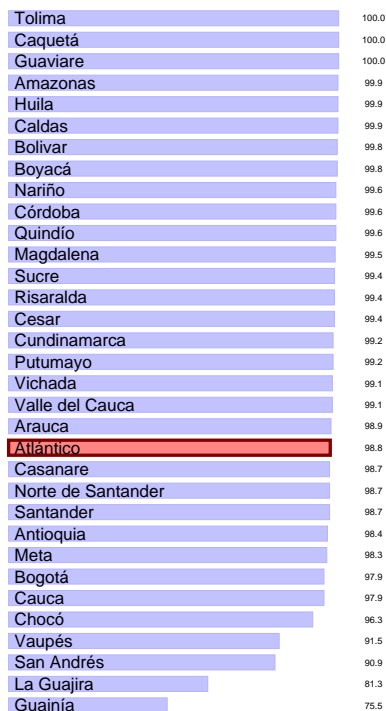 Tolima 100.0
Caquetá 100.0
Guaviare 100.0
Amazonas 99.9
Huila 99.9
Caldas 99.9
Bolivar 99.8
Boyacá 99.8
Nariño 99.6
Córdoba 99.6
Quindío 99.6
Magdalena 99.5
Sucre 99.4
Risaralda 99.4
Cesar 99.4
Cundinamarca 99.2
Putumayo 99.2
Vichada 99.1
Valle del Cauca 99.1
Arauca 98.9
Atlántico 98.8
Casanare 98.7
Norte de Santander 98.7
Santander 98.7
Antioquia 98.4
Meta 98.3
Bogotá 97.9
Cauca 97.9
Chocó 96.3
Vaupés 91.5
San Andrés 90.9
La Guajira 81.3
Guainía 75.5